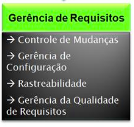 Gerência de Requisitos
→ Controle de Mudanças
→ Gerência de
Configuração
→ Rastreabilidade
→ Gerência da Qualidade
de Requisitos